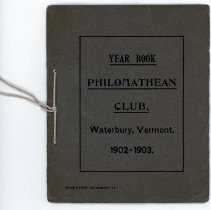 YEAR BOOK
PHILOMATHEAN
CLUB.
Waterbury, Vermont.
1902-1903.